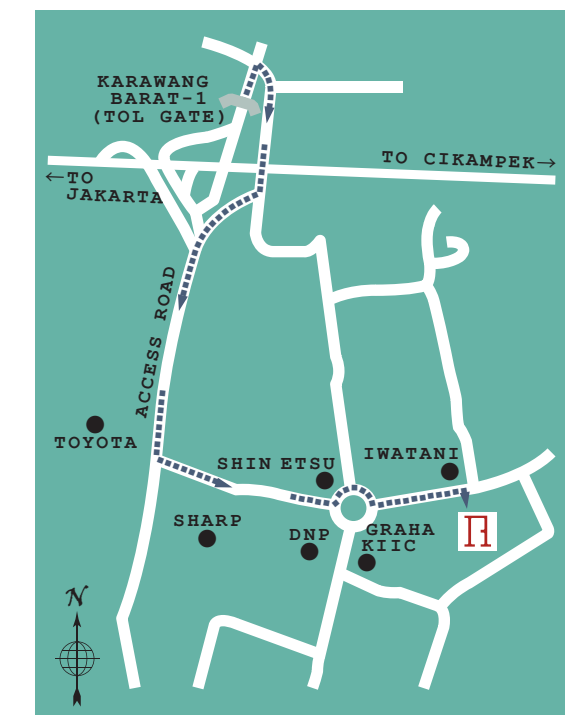 KARAWANG
BARAT-1
(TOL GATE)
TO CIKAMPEK→
←TO
JAKARTA
ACCESS ROAD
TOYOTA
SHIN ETSU
IWATANI
SHARP
DNP
GRAHA
KIIC
N